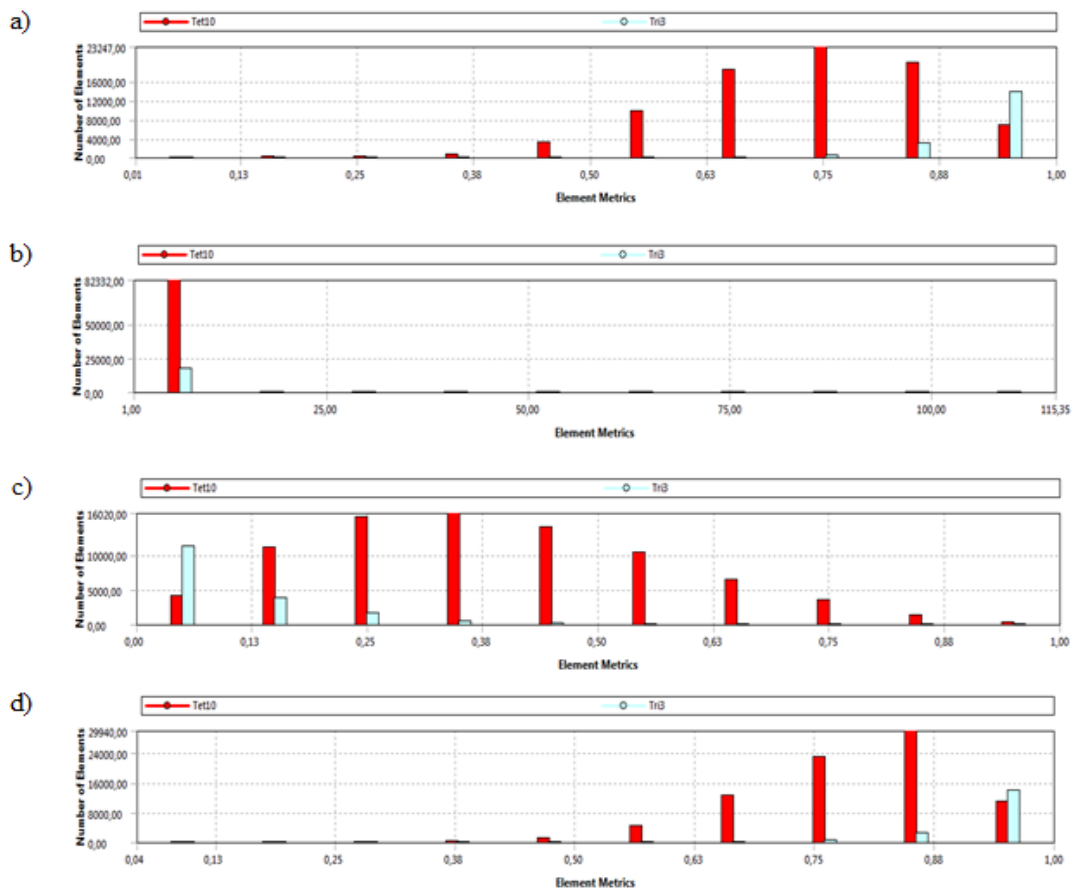 a)
Tet10 Tri3
Number of Elements
23247,00
16000,00
12000,00
8000,00
4000,00
0,00
0,01 0,13 0,25 0,38 0,50 0,63 0,75 0,88 1,00
Element Metrics
b)
Tet10 Tri3
Number of Elements
82332,00
50000,00
25000,00
0,00
1,00 25,00 50,00 75,00 100,00 115,35
Element Metrics
c)
Tet10 Tri3
Number of Elements
16020,00
10000,00
5000,00
0,00
0,00 0,13 0,25 0,38 0,50 0,63 0,75 0,88 1,00
Element Metrics
d)
Tet10 Tri3
Number of Elements
29940,00
24000,00
16000,00
8000,00
0,00
0,04 0,13 0,25 0,38 0,50 0,63 0,75 0,88 1,00
Element Metrics